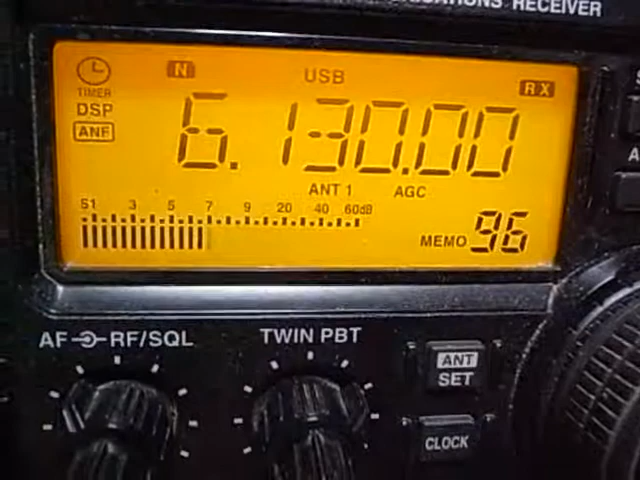 RECEIVER
N USB RX
TIMER
DSP
ANF
6.130.00
ANT 1 AGC
S1 3 5 7 9 20 40 60dB
MEMO 96
AF RF/SQL TWIN PBT
ANT
SET
CLOCK